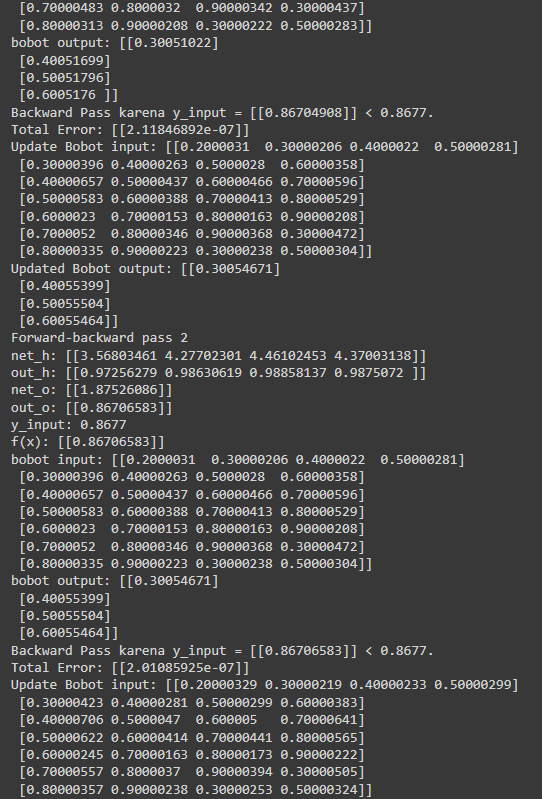 [0.70000483 0.8000032  0.90000342 0.30000437]
[0.80000313 0.90000208 0.30000222 0.50000283]]
bobot output: [[0.30051022]
[0.40051699]
[0.50051796]
[0.6005176 ]]
Backward Pass karena y_input = [[0.86704908]] < 0.8677.
Total Error: [[2.11846892e-07]]
Update Bobot input: [[0.2000031  0.30000206 0.4000022  0.50000281]
[0.30000396 0.40000263 0.5000028  0.60000358]
[0.40000657 0.50000437 0.60000466 0.70000596]
[0.50000583 0.60000388 0.70000413 0.80000529]
[0.6000023  0.70000153 0.80000163 0.90000208]
[0.7000052  0.80000346 0.90000368 0.30000472]
[0.80000335 0.90000223 0.30000238 0.50000304]]
Updated Bobot output: [[0.30054671]
[0.40055399]
[0.50055504]
[0.60055464]]
Forward-backward pass 2
net_h: [[3.56803461 4.27702301 4.46102453 4.37003138]]
out_h: [[0.97256279 0.98630619 0.98858137 0.9875072 ]]
net_o: [[1.87526086]]
out_o: [[0.86706583]]
y_input: 0.8677
f(x): [[0.86706583]]
bobot input: [[0.2000031  0.30000206 0.4000022  0.50000281]
[0.30000396 0.40000263 0.5000028  0.60000358]
[0.40000657 0.50000437 0.60000466 0.70000596]
[0.50000583 0.60000388 0.70000413 0.80000529]
[0.6000023  0.70000153 0.80000163 0.90000208]
[0.7000052  0.80000346 0.90000368 0.30000472]
[0.80000335 0.90000223 0.30000238 0.50000304]]
bobot output: [[0.30054671]
[0.40055399]
[0.50055504]
[0.60055464]]
Backward Pass karena y_input = [[0.86706583]] < 0.8677.
Total Error: [[2.01085925e-07]]
Update Bobot input: [[0.20000329 0.30000219 0.40000233 0.50000299]
[0.30000423 0.40000281 0.50000299 0.60000383]
[0.40000706 0.5000047  0.600005   0.70000641]
[0.50000622 0.60000414 0.70000441 0.80000565]
[0.60000245 0.70000163 0.80000173 0.90000222]
[0.70000557 0.8000037  0.90000394 0.30000505]
[0.80000357 0.90000238 0.30000253 0.50000324]]